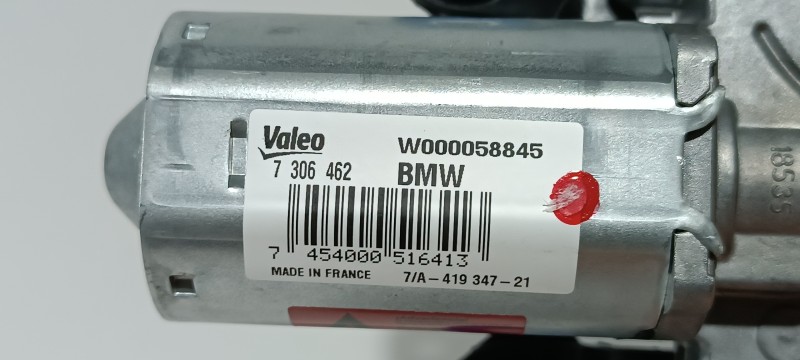 Valeo W000058845
7 306 462 BMW
7 454000 516413
MADE IN FRANCE 7/A-419 347-21
18535